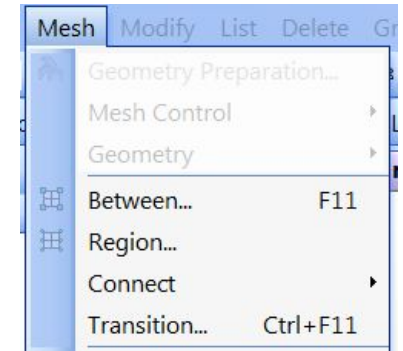 Mesh Modify List Delete Gr
Geometry Preparation...
Mesh Control
Geometry
Between... F11
Region...
Connect
Transition... Ctrl+F11